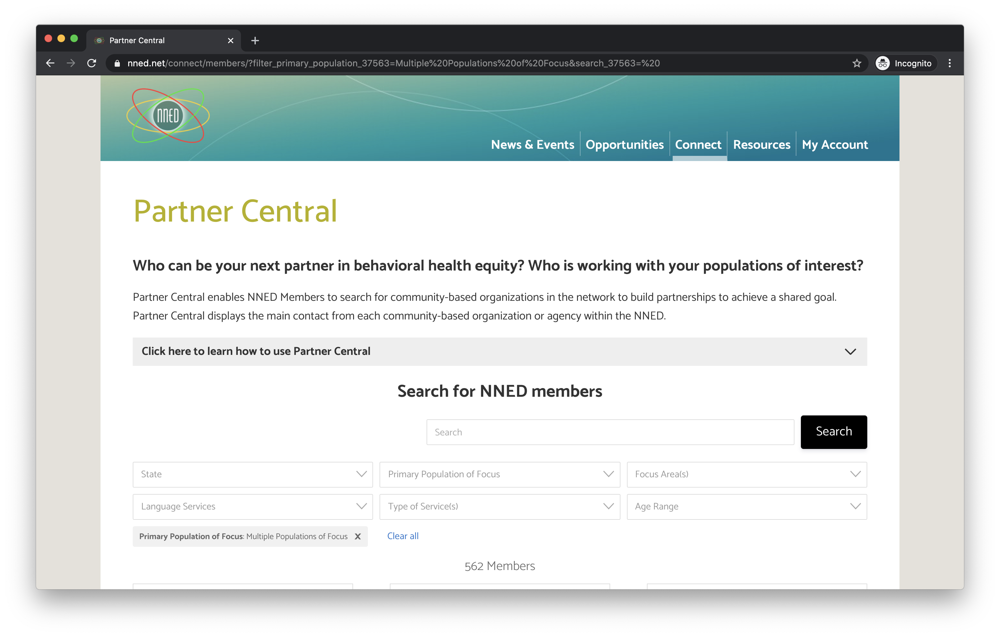 Partner Central
nned.net/connect/members/?filter_primary_population_37563=Multiple%20Populations%20of%20Focus&search_37563=%20
Incognito
nnED
News & Events
Opportunities
Connect
Resources
My Account
Partner Central
Who can be your next partner in behavioral health equity? Who is working with your populations of interest?
Partner Central enables NNED Members to search for community-based organizations in the network to build partnerships to achieve a shared goal.
Partner Central displays the main contact from each community-based organization or agency within the NNED.
Click here to learn how to use Partner Central
Search for NNED members
Search
Search
State
Primary Population of Focus
Focus Area(s)
Language Services
Type of Service(s)
Age Range
Primary Population of Focus: Multiple Populations of Focus X
Clear all
562 Members